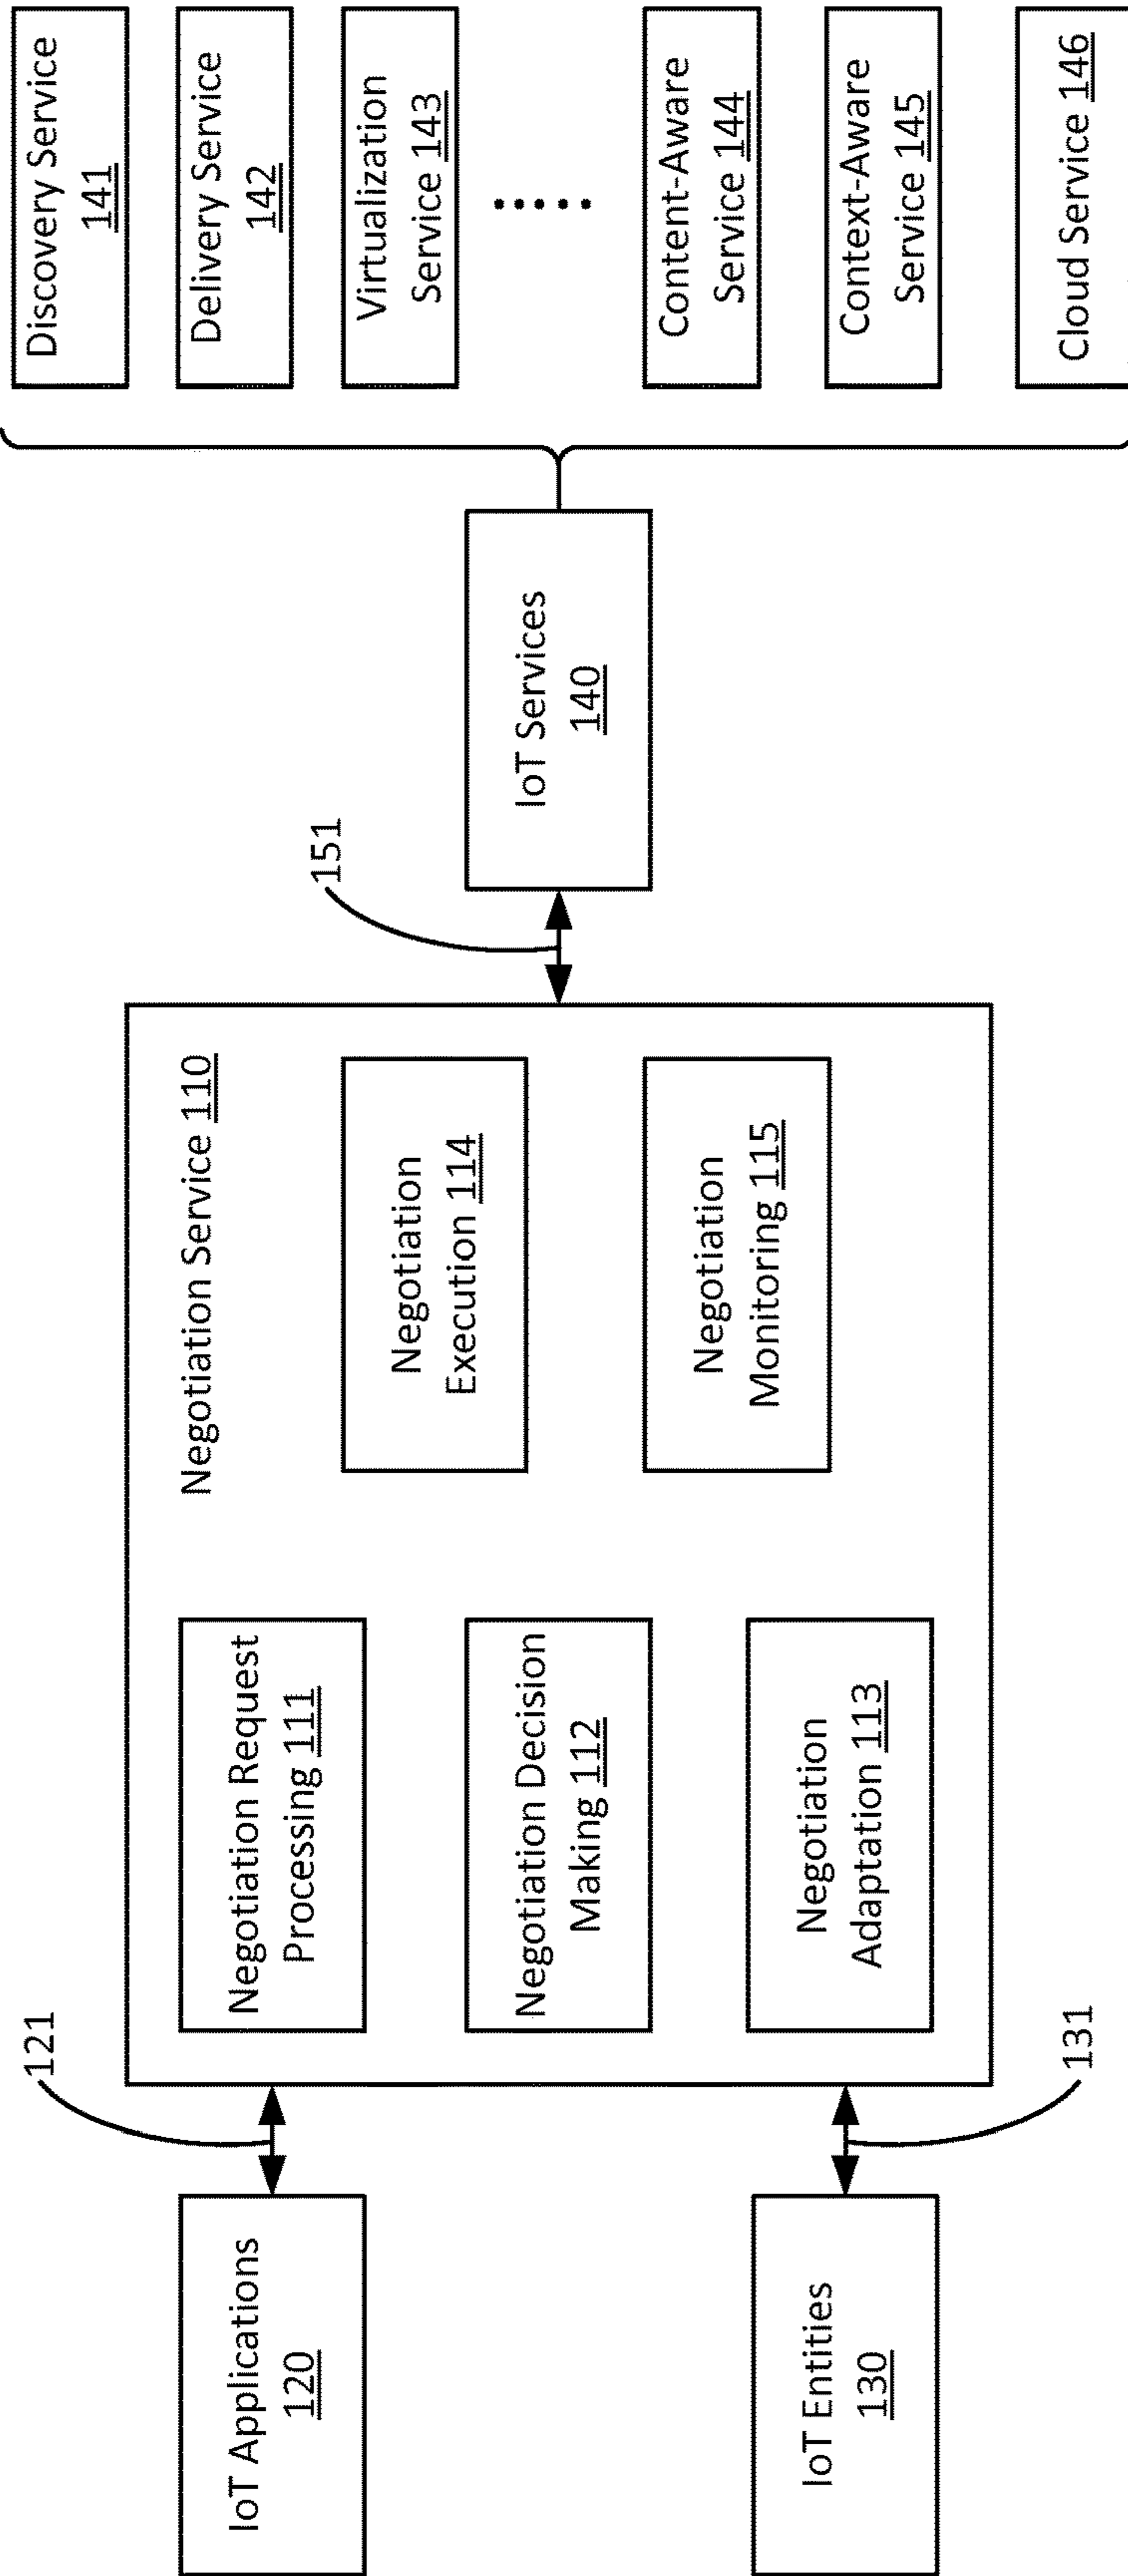 IoT Applications
120
IoT Entities
130
121
131
Negotiation Service 110
Negotiation Request
Processing 111
Negotiation Decision
Making 112
Negotiation
Adaptation 113
Negotiation
Execution 114
Negotiation
Monitoring 115
151
IoT Services
140
Discovery Service
141
Delivery Service
142
Virtualization
Service 143
Content-Aware
Service 144
Context-Aware
Service 145
Cloud Service 146